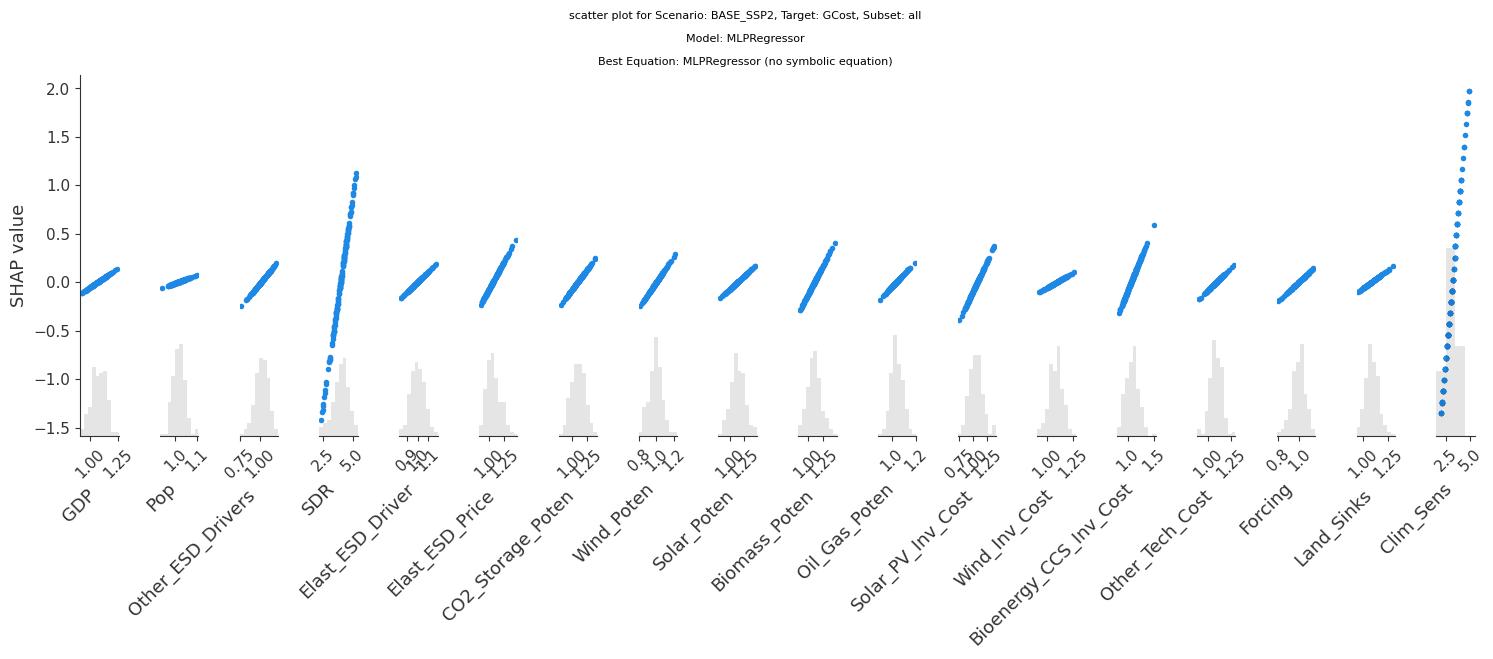 scatter plot for Scenario: BASE_SSP2, Target: GCost, Subset: all
Model: MLPRegressor
Best Equation: MLPRegressor (no symbolic equation)
SHAP value
2.0
1.5
1.0
0.5
0.0
−0.5
−1.0
−1.5
1.00 1.25
GDP
1.0 1.1
Pop
0.75 1.00
Other_ESD_Drivers
2.5 5.0
SDR
0.9 1.0 1.1
Elast_ESD_Driver
1.00 1.25
Elast_ESD_Price
1.00 1.25
CO2_Storage_Poten
0.8 1.0 1.2
Wind_Poten
1.00 1.25
Solar_Poten
1.00 1.25
Biomass_Poten
1.0 1.2
Oil_Gas_Poten
0.75 1.00 1.25
Solar_PV_Inv_Cost
1.00 1.25
Wind_Inv_Cost
1.0 1.5
Bioenergy_CCS_Inv_Cost
1.00 1.25
Other_Tech_Cost
0.8 1.0
Forcing
1.00 1.25
Land_Sinks
2.5 5.0
Clim_Sens